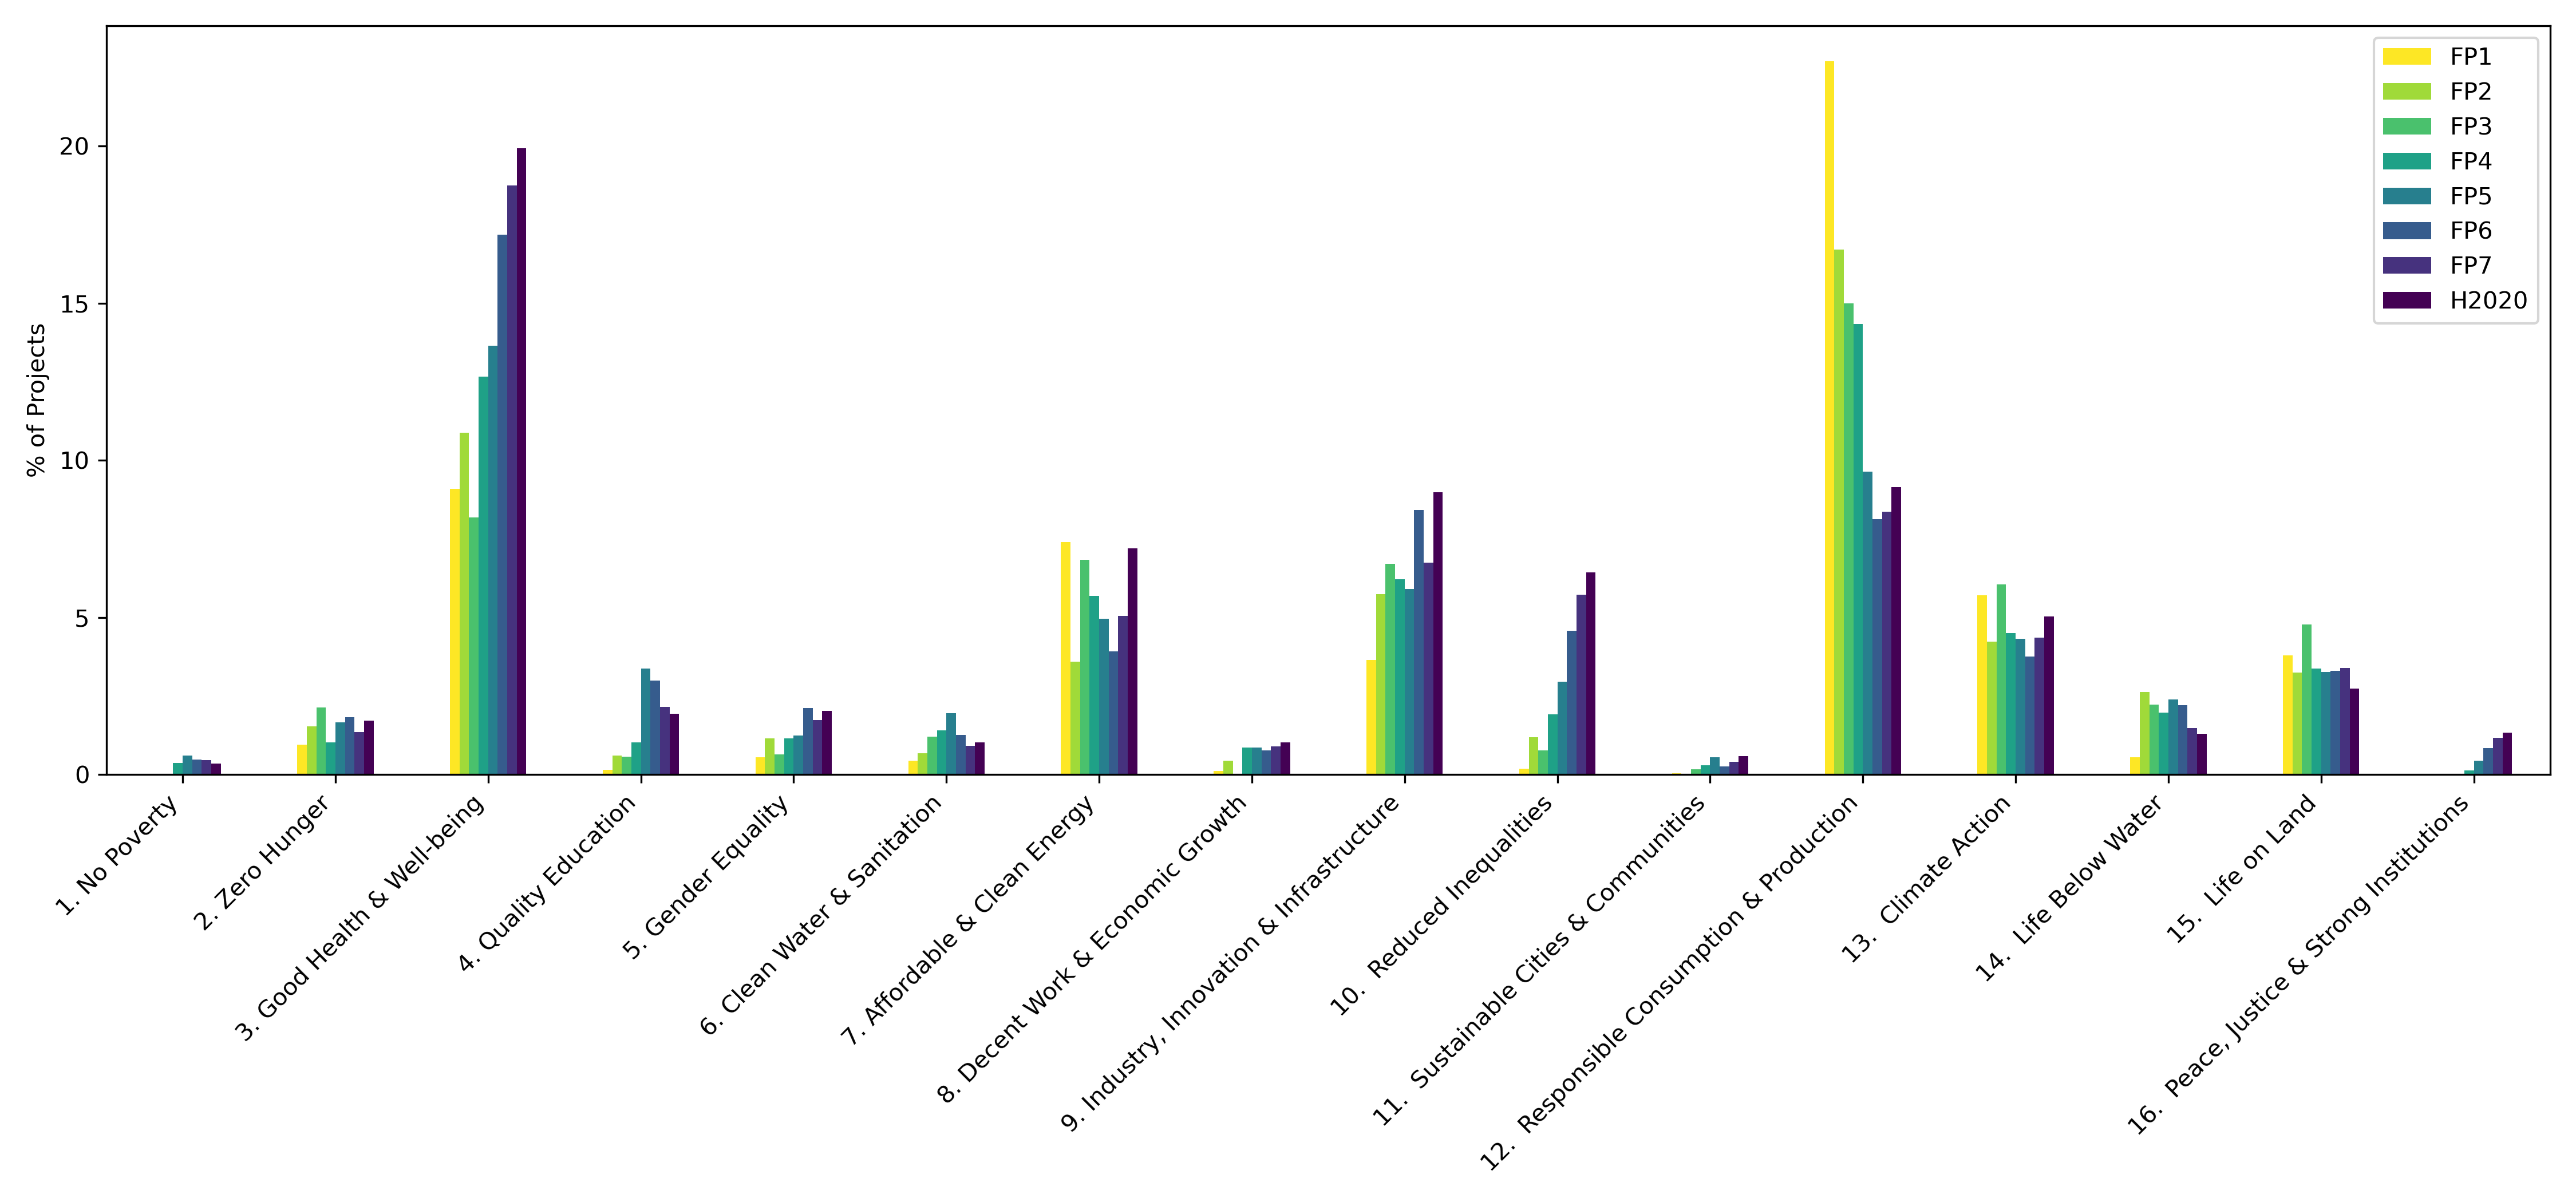 % of Projects
20
15
10
5
0
FP1
FP2
FP3
FP4
FP5
FP6
FP7
H2020
1. No Poverty
2. Zero Hunger
3. Good Health & Well-being
4. Quality Education
5. Gender Equality
6. Clean Water & Sanitation
7. Affordable & Clean Energy
8. Decent Work & Economic Growth
9. Industry, Innovation & Infrastructure
10. Reduced Inequalities
11. Sustainable Cities & Communities
12. Responsible Consumption & Production
13. Climate Action
14. Life Below Water
15. Life on Land
16. Peace, Justice & Strong Institutions